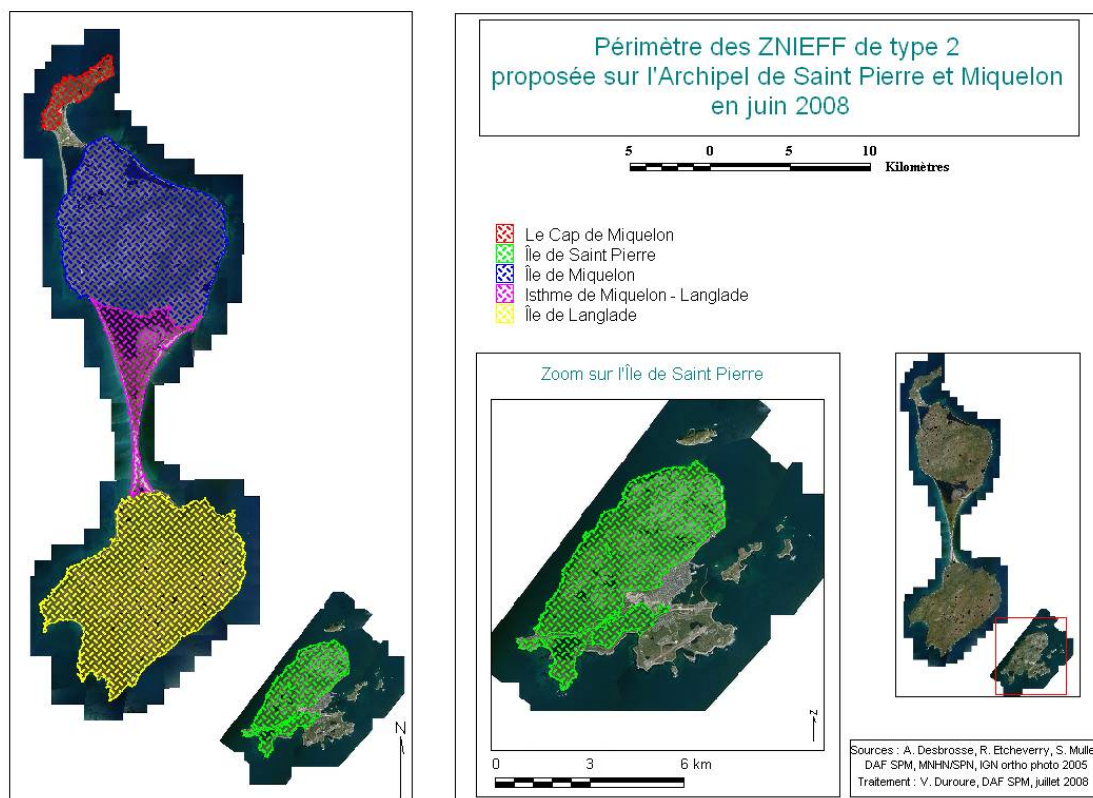 Périmètre des ZNIEFF de type 2
proposée sur l'Archipel de Saint Pierre et Miquelon
en juin 2008
5 0 5 10
Kilomètres
Le Cap de Miquelon
Île de Saint Pierre
Île de Miquelon
Isthme de Miquelon - Langlade
Île de Langlade
Zoom sur l'Île de Saint Pierre
N
N
0 3 6 km
Sources : A. Desbrosse, R. Etcheverry, S. Mulle
DAF SPM, MNHN/SPN, IGN ortho photo 2005
Traitement : V. Duroure, DAF SPM, juillet 2008